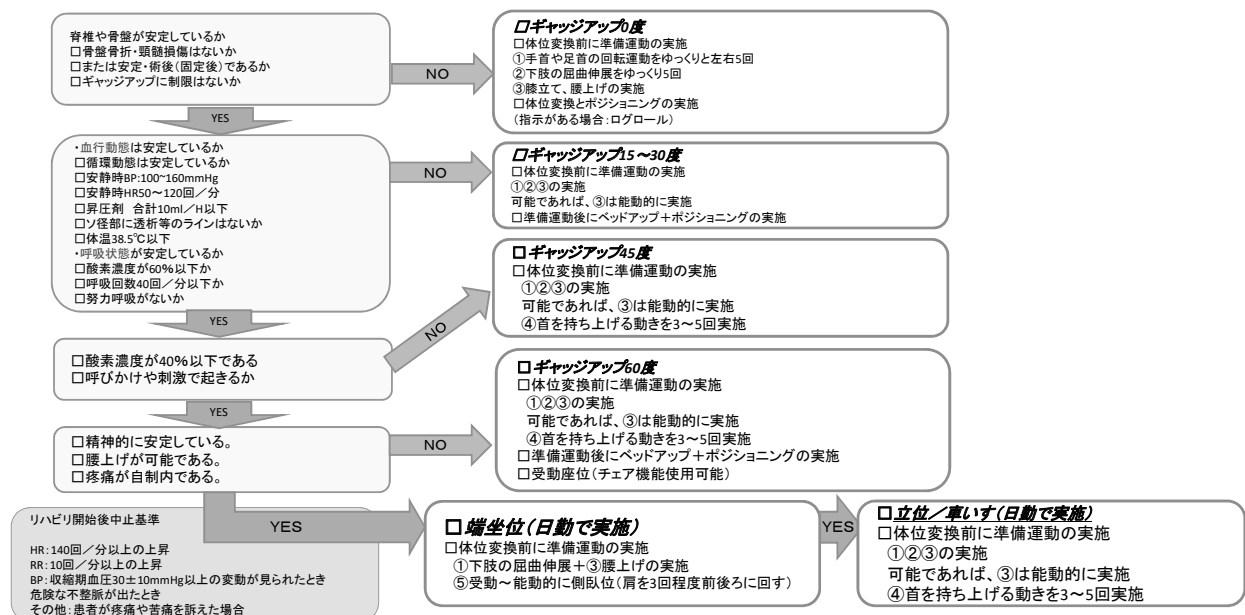 脊椎や骨盤が安定しているか
□骨盤骨折・頸髄損傷はないか
□または安定・術後(固定後)であるか
□ギャッジアップに制限はないか
NO
□ギャッジアップ0度
□体位変換前に準備運動の実施
①手首や足首の回転運動をゆっくりと左右5回
②下肢の屈曲伸展をゆっくり5回
③膝立て、腰上げの実施
□体位変換とポジショニングの実施
(指示がある場合:ログロール)
YES
・血行動態は安定しているか
□循環動態は安定しているか
□安静時BP:100~160mmHg
□安静時HR50～120回／分
□昇圧剤 合計10ml／H以下
□ソ径部に透析等のラインはないか
□体温38.5℃以下
・呼吸状態が安定しているか
□酸素濃度が60%以下か
□呼吸回数40回／分以下か
□努力呼吸がないか
NO
□ギャッジアップ15～30度
□体位変換前に準備運動の実施
①②③の実施
可能であれば、③は能動的に実施
□準備運動後にベッドアップ＋ポジショニングの実施
YES
□酸素濃度が40%以下である
□呼びかけや刺激で起きるか
NO
□ギャッジアップ45度
□体位変換前に準備運動の実施
①②③の実施
可能であれば、③は能動的に実施
④首を持ち上げる動きを3～5回実施
YES
□精神的に安定している。
□腰上げが可能である。
□疼痛が自制内である。
NO
□ギャッジアップ60度
□体位変換前に準備運動の実施
①②③の実施
可能であれば、③は能動的に実施
④首を持ち上げる動きを3～5回実施
□準備運動後にベッドアップ＋ポジショニングの実施
□受動座位(チェア機能使用可能)
YES
□端坐位(日勤で実施)
□体位変換前に準備運動の実施
①下肢の屈曲伸展＋③腰上げの実施
⑤受動～能動的に側臥位(肩を3回程度前後ろに回す)
YES
□立位／車いす(日勤で実施)
□体位変換前に準備運動の実施
①②③の実施
可能であれば、③は能動的に実施
④首を持ち上げる動きを3～5回実施
リハビリ開始後中止基準
HR:140回／分以上の上昇
RR:10回／分以上の上昇
BP:収縮期血圧30±10mmHg以上の変動が見られたとき
危険な不整脈が出たとき
その他:患者が疼痛や苦痛を訴えた場合